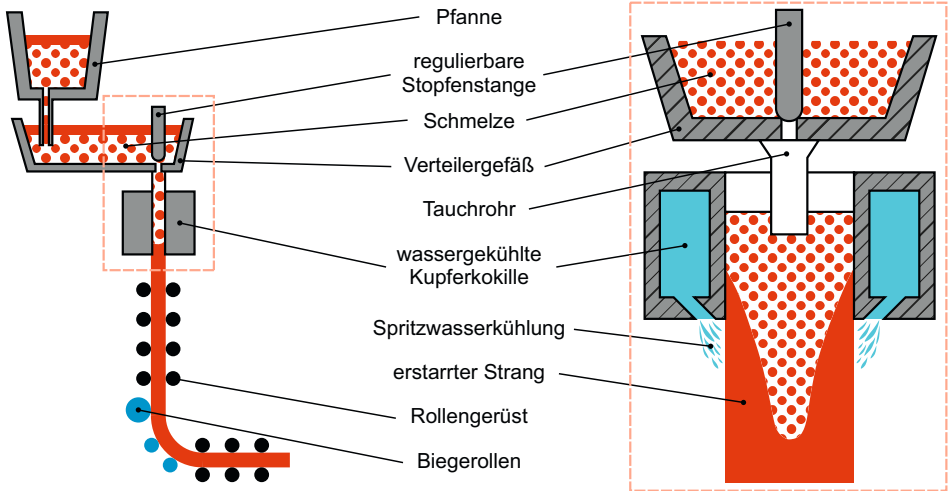 Pfanne
regulierbare
Stopfenstange
Schmelze
Verteilergefäß
Tauchrohr
wassergekühlte
Kupferkokille
Spritzwasserkühlung
erstarrter Strang
Rollengerüst
Biegerollen